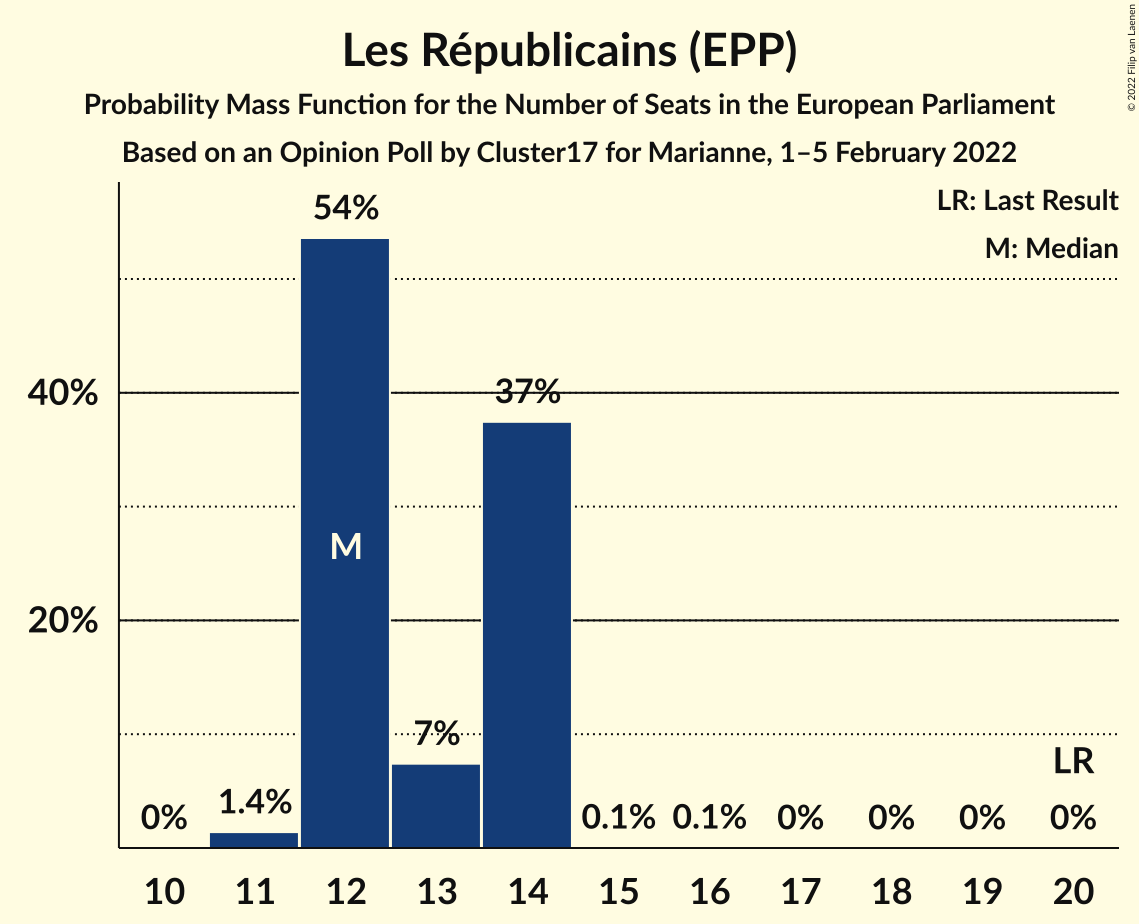 Les Républicains (EPP)
Probability Mass Function for the Number of Seats in the European Parliament
Based on an Opinion Poll by Cluster17 for Marianne, 1–5 February 2022
© 2022 Filip van Laenen
LR: Last Result
M: Median
54%
40%
37%
M
20%
7%
LR
0% 1.4% 0.1% 0.1% 0% 0% 0% 0%
10 11 12 13 14 15 16 17 18 19 20